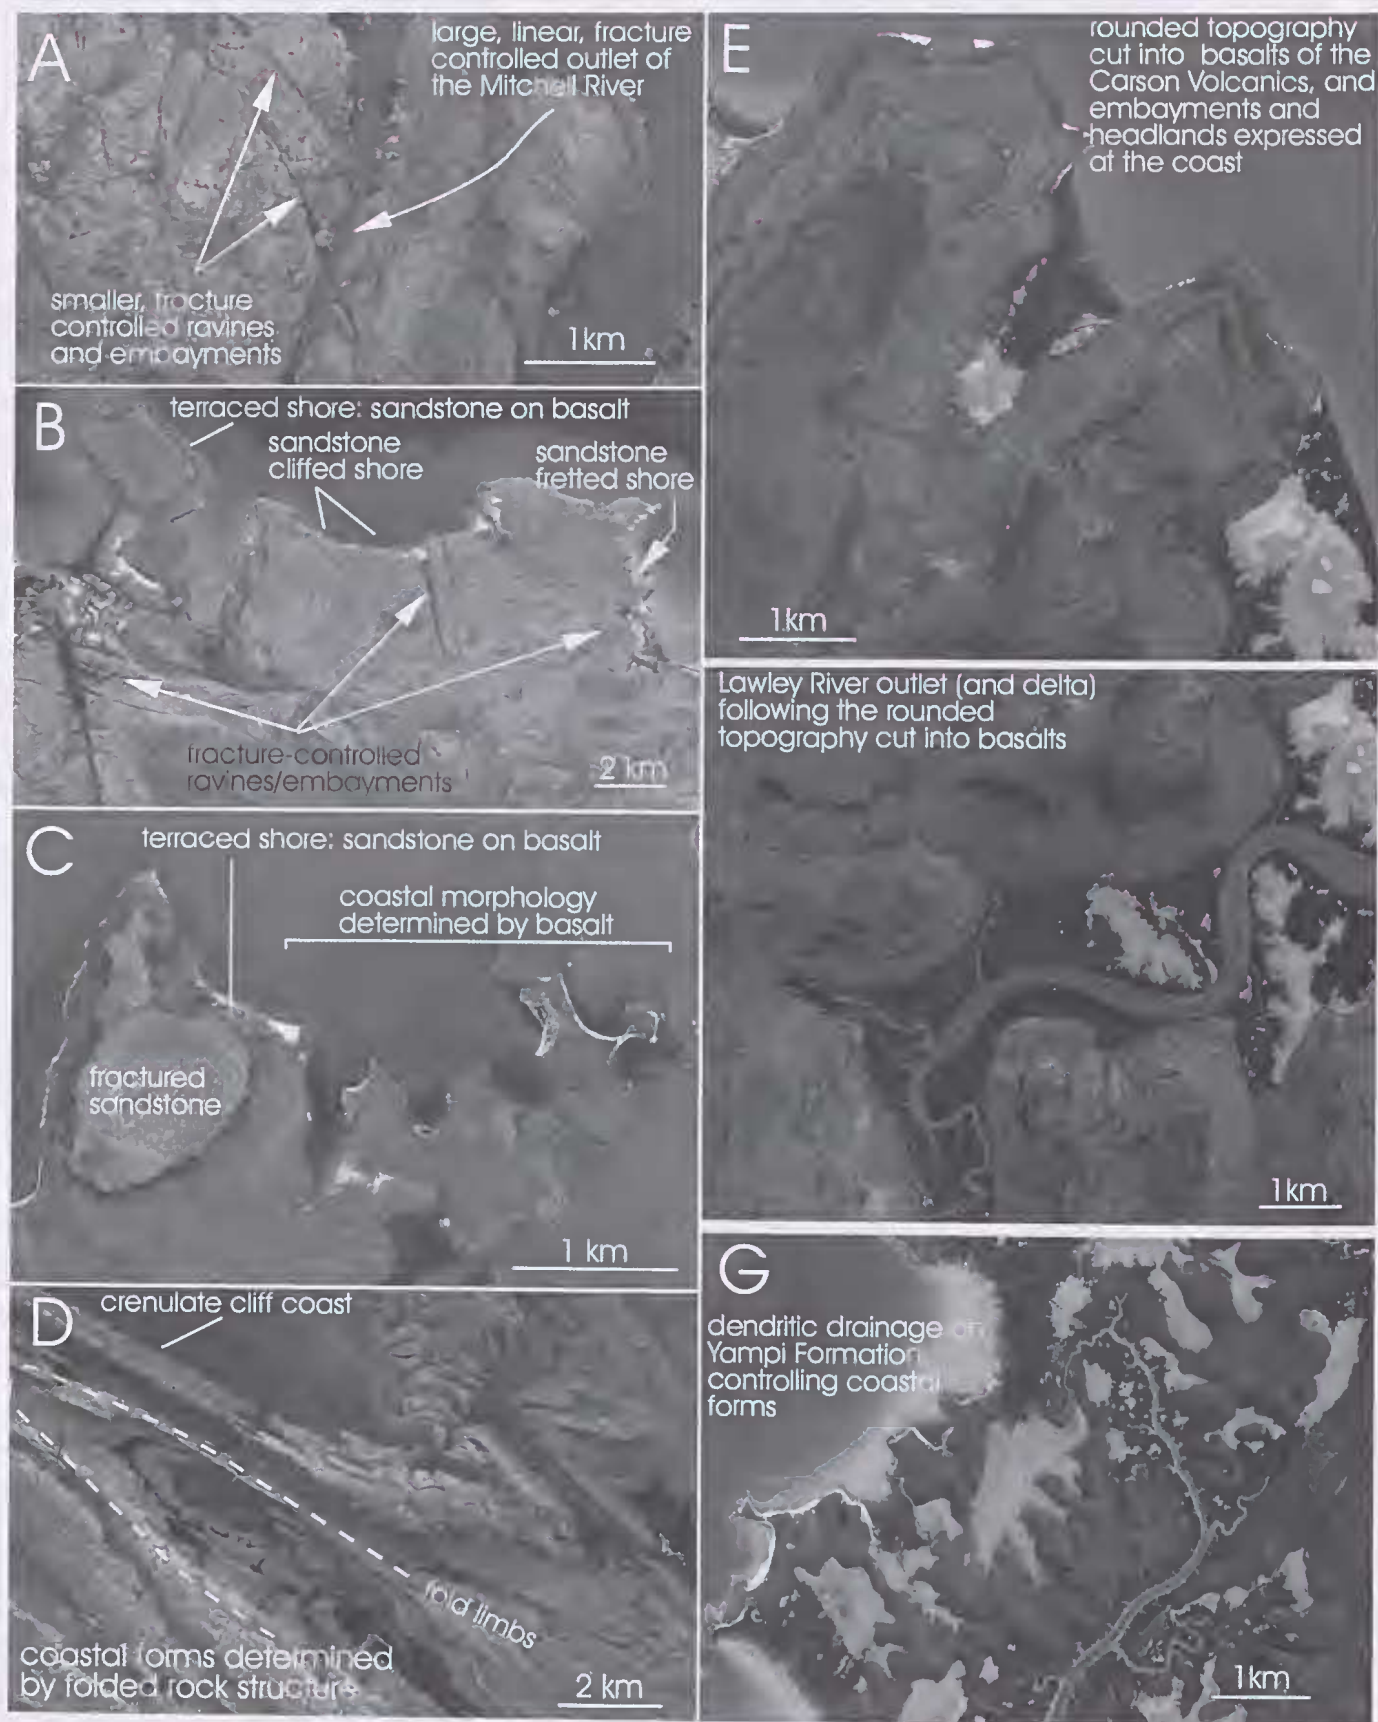 A
large, linear, fracture
controlled outlet of
the Mitchell River
smaller, fracture
controlled ravines
and embayments
1km
B
terraced shore: sandstone on basalt
sandstone
cliffed shore
sandstone
fretted shore
fracture-controlled
ravines/embayments
2 km
C
terraced shore: sandstone on basalt
coastal morphology
determined by basalt
fractured
sandstone
1 km
D
crenulate cliff coast
fold limbs
coastal forms determined
by folded rock structure
2 km
E
rounded topography
cut into basalts of the
Carson Volcanics, and
embayments and
headlands expressed
at the coast
1km
Lawley River outlet (and delta)
following the rounded
topography cut into basalts
1km
G
dendritic drainage on
Yampi Formation
controlling coastal
forms
1km